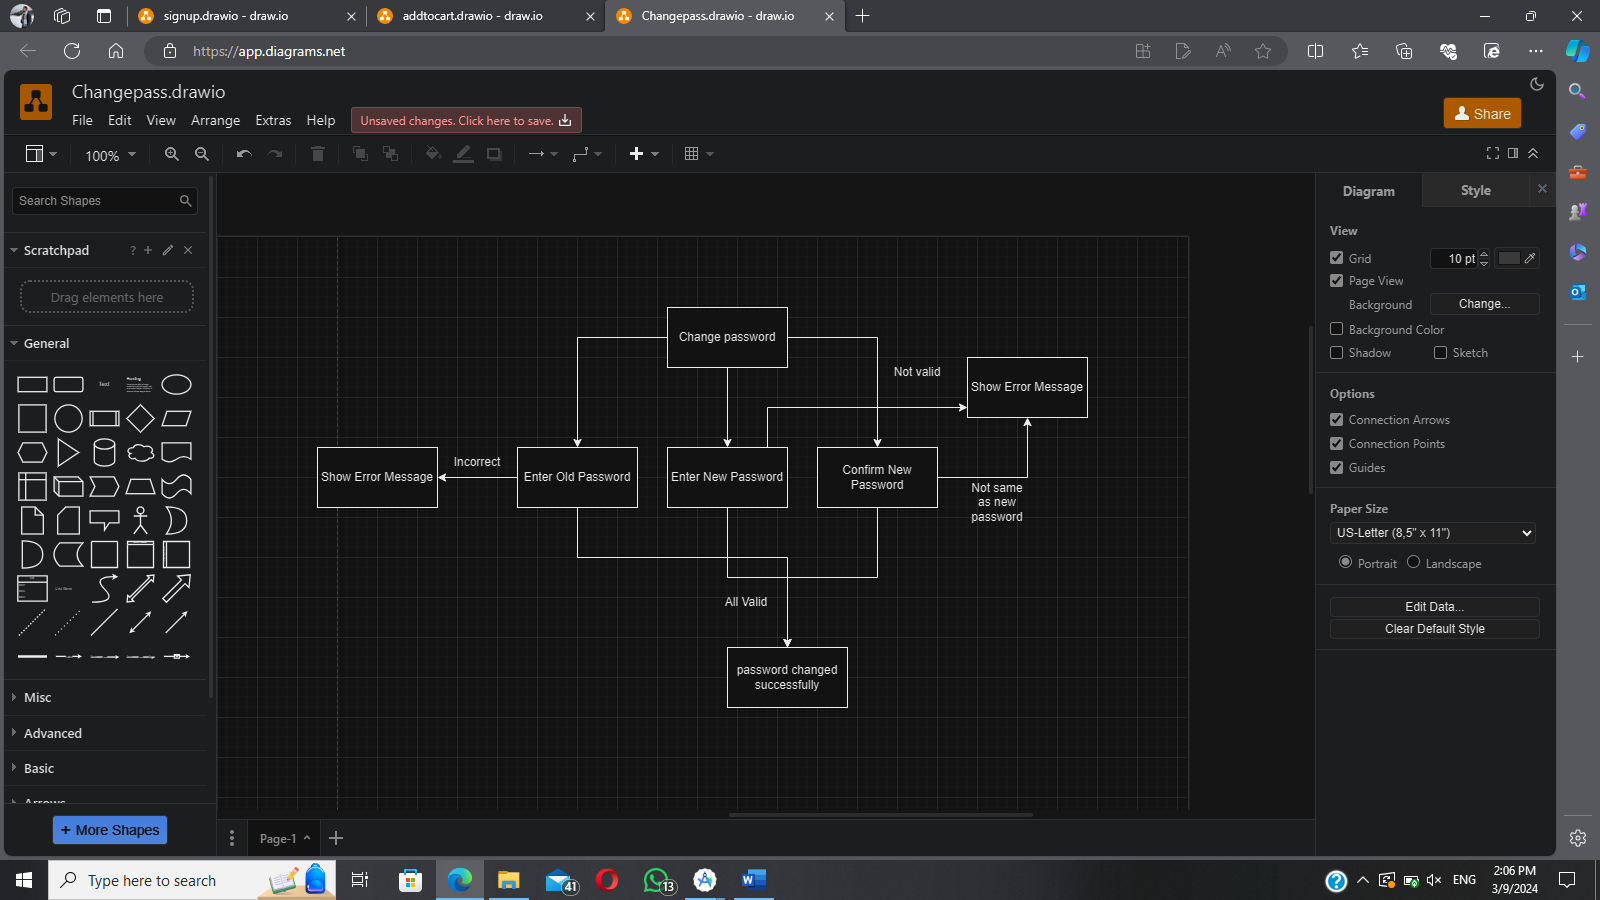 signup.drawio - draw.io
addtocart.drawio - draw.io
Changepass.drawio - draw.io
https://app.diagrams.net
Changepass.drawio
File Edit View Arrange Extras Help
Unsaved changes. Click here to save.
Share
100%
Search Shapes
Scratchpad
?
Drag elements here
General
Text
Heading
Misc
Advanced
Basic
Arrows
+ More Shapes
Change password
Not valid
Show Error Message
Show Error Message
Incorrect
Enter Old Password
Enter New Password
Confirm New
Password
Not same
as new
password
All Valid
password changed
successfully
Page-1
Diagram
Style
View
Grid
10 pt
Page View
Background
Change...
Background Color
Shadow
Sketch
Options
Connection Arrows
Connection Points
Guides
Paper Size
US-Letter (8,5" x 11")
Portrait
Landscape
Edit Data...
Clear Default Style
Type here to search
41
13
ENG
2:06 PM
3/9/2024